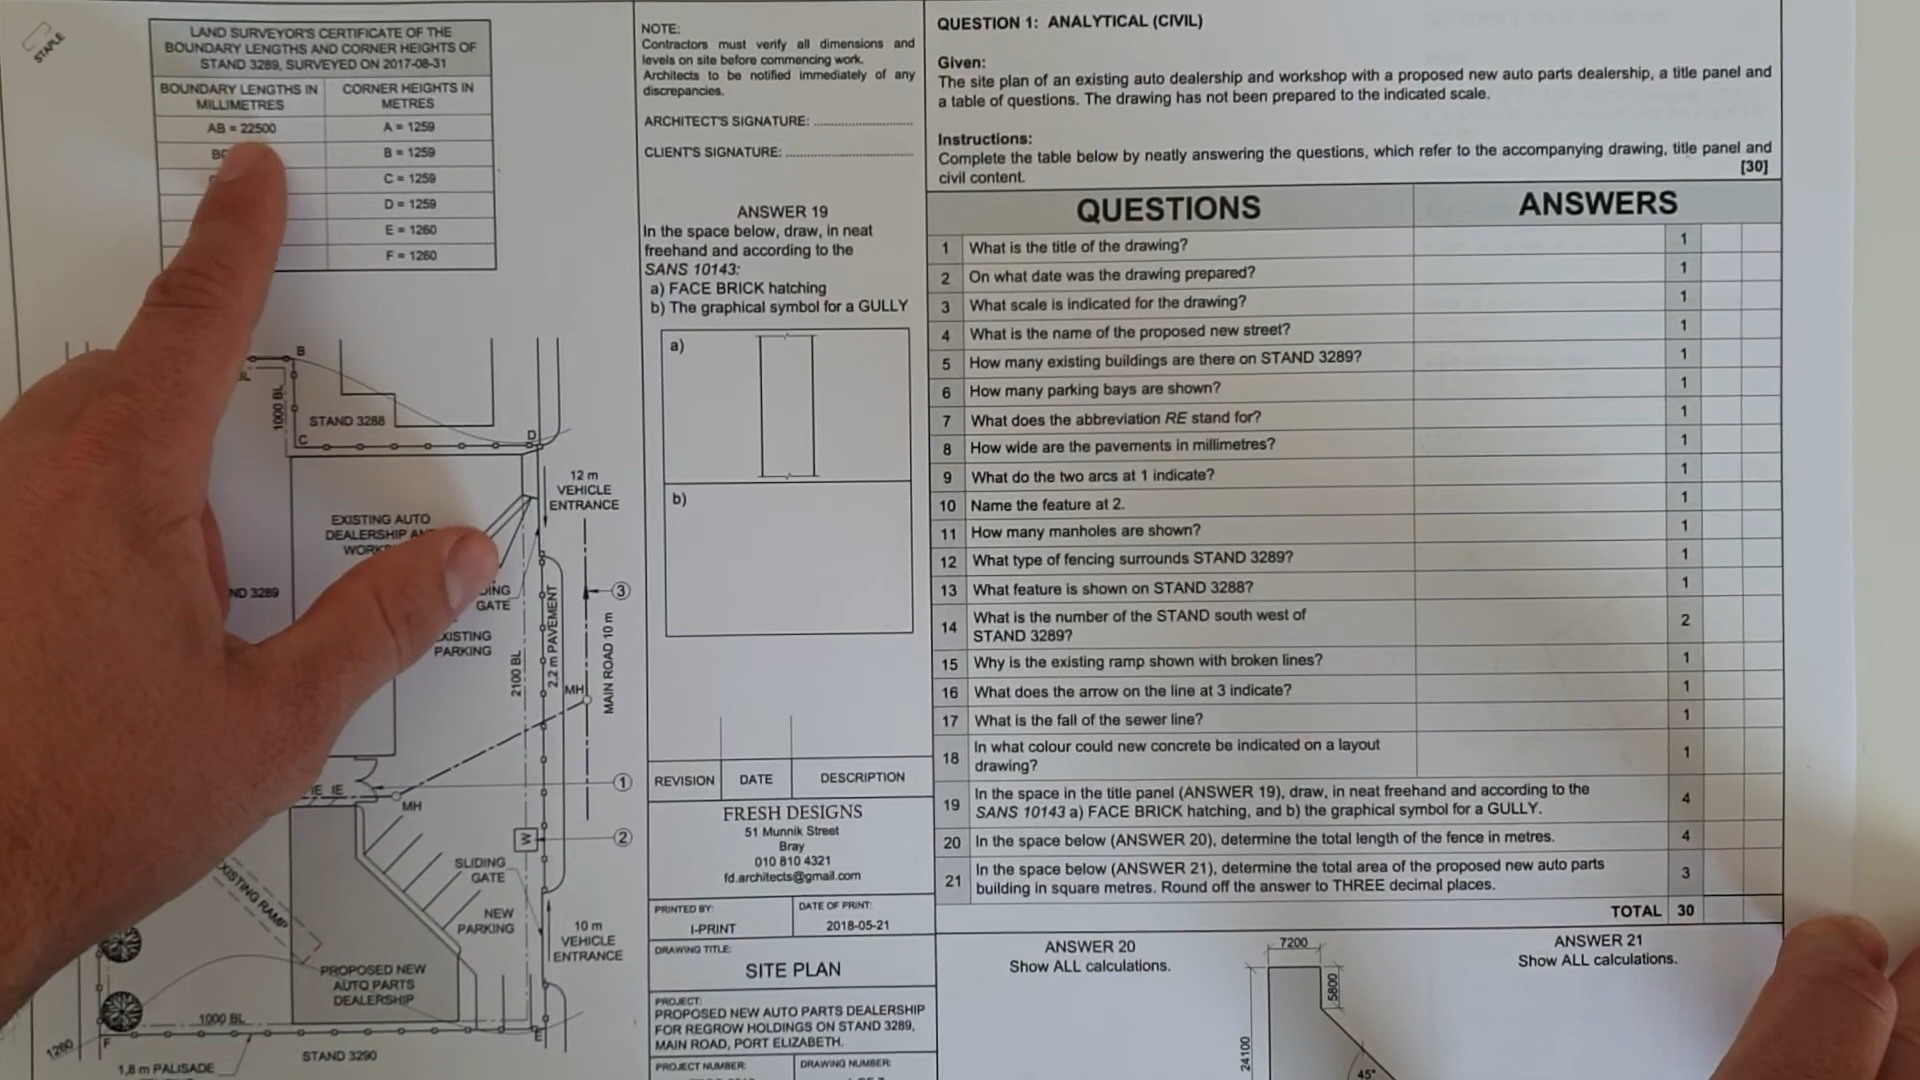 STAPLE
LAND SURVEYOR'S CERTIFICATE OF THE
BOUNDARY LENGTHS AND CORNER HEIGHTS OF
STAND 3289, SURVEYED ON 2017-08-31
BOUNDARY LENGTHS IN
MILLIMETRES
CORNER HEIGHTS IN
METRES
AB = 22500
A = 1259
B = 1259
C = 1259
D = 1259
E = 1260
F = 1260
B
1000 BL
STAND 3288
C
D
12 m
VEHICLE
ENTRANCE
EXISTING AUTO
DEALERSHIP
3289
GATE
PARKING
2100 BL
2,2 m PAVEMENT
3
MAIN ROAD 10 m
MH
IE IE
1
MH
W
2
SLIDING
GATE
RAMP
NEW
PARKING
10 m
VEHICLE
ENTRANCE
PROPOSED NEW
AUTO PARTS
DEALERSHIP
1000 BL
F
E
1260
STAND 3290
1,8 m PALISADE
NOTE:
Contractors must verify all dimensions and
levels on site before commencing work.
Architects to be notified immediately of any
discrepancies.
ARCHITECT'S SIGNATURE: ........................
CLIENT'S SIGNATURE: ..............................
ANSWER 19
In the space below, draw, in neat
freehand and according to the
SANS 10143:
a) FACE BRICK hatching
b) The graphical symbol for a GULLY
a)
b)
REVISION DATE DESCRIPTION
FRESH DESIGNS
51 Munnik Street
Bray
010 810 4321
fd.architects@gmail.com
PRINTED BY:
I-PRINT
DATE OF PRINT:
2018-05-21
DRAWING TITLE:
SITE PLAN
PROJECT:
PROPOSED NEW AUTO PARTS DEALERSHIP
FOR REGROW HOLDINGS ON STAND 3289,
MAIN ROAD, PORT ELIZABETH.
PROJECT NUMBER: DRAWING NUMBER:
QUESTION 1: ANALYTICAL (CIVIL)
Given:
The site plan of an existing auto dealership and workshop with a proposed new auto parts dealership, a title panel and
a table of questions. The drawing has not been prepared to the indicated scale.
Instructions:
Complete the table below by neatly answering the questions, which refer to the accompanying drawing, title panel and
civil content.
[30]
QUESTIONS ANSWERS
1 What is the title of the drawing? 1
2 On what date was the drawing prepared? 1
3 What scale is indicated for the drawing? 1
4 What is the name of the proposed new street? 1
5 How many existing buildings are there on STAND 3289? 1
6 How many parking bays are shown? 1
7 What does the abbreviation RE stand for? 1
8 How wide are the pavements in millimetres? 1
9 What do the two arcs at 1 indicate? 1
10 Name the feature at 2. 1
11 How many manholes are shown? 1
12 What type of fencing surrounds STAND 3289? 1
13 What feature is shown on STAND 3288? 1
14 What is the number of the STAND south west of
STAND 3289? 2
15 Why is the existing ramp shown with broken lines? 1
16 What does the arrow on the line at 3 indicate? 1
17 What is the fall of the sewer line? 1
18 In what colour could new concrete be indicated on a layout
drawing? 1
19 In the space in the title panel (ANSWER 19), draw, in neat freehand and according to the
SANS 10143 a) FACE BRICK hatching, and b) the graphical symbol for a GULLY. 4
20 In the space below (ANSWER 20), determine the total length of the fence in metres. 4
21 In the space below (ANSWER 21), determine the total area of the proposed new auto parts
building in square metres. Round off the answer to THREE decimal places. 3
TOTAL 30
ANSWER 20
Show ALL calculations.
ANSWER 21
Show ALL calculations.
7200
5800
24100
45°